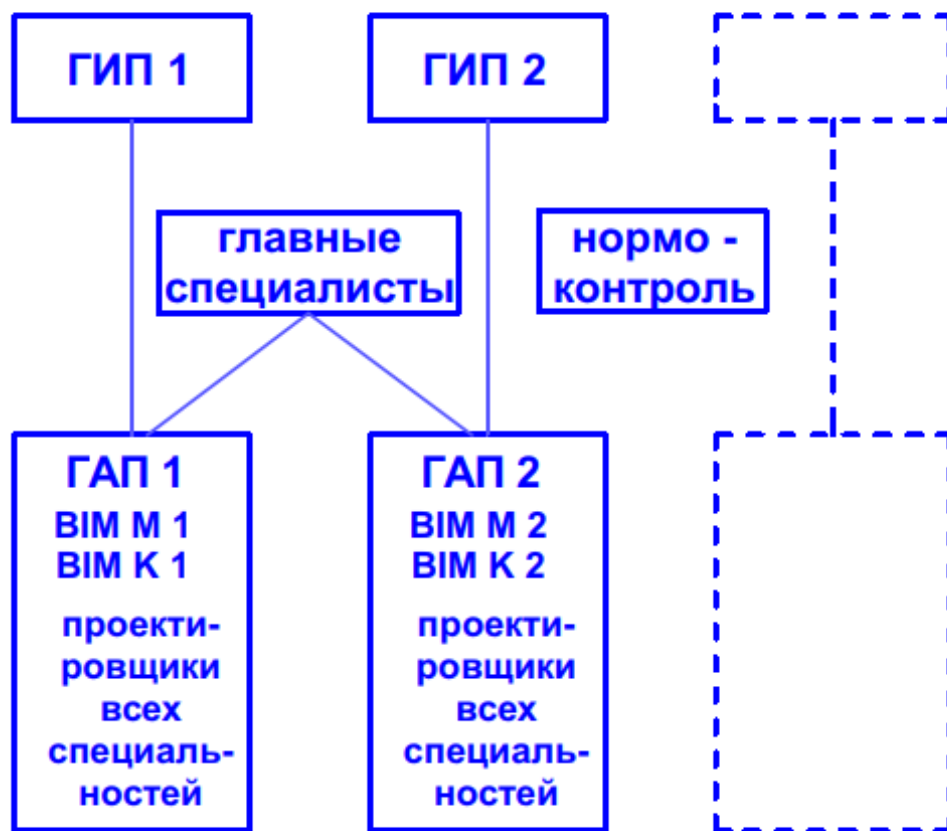 ГИП 1
ГИП 2
главные
специалисты
нормо -
контроль
ГАП 1
BIM M 1
BIM K 1
проекти-
ровщики
всех
специаль-
ностей
ГАП 2
BIM M 2
BIM K 2
проекти-
ровщики
всех
специаль-
ностей